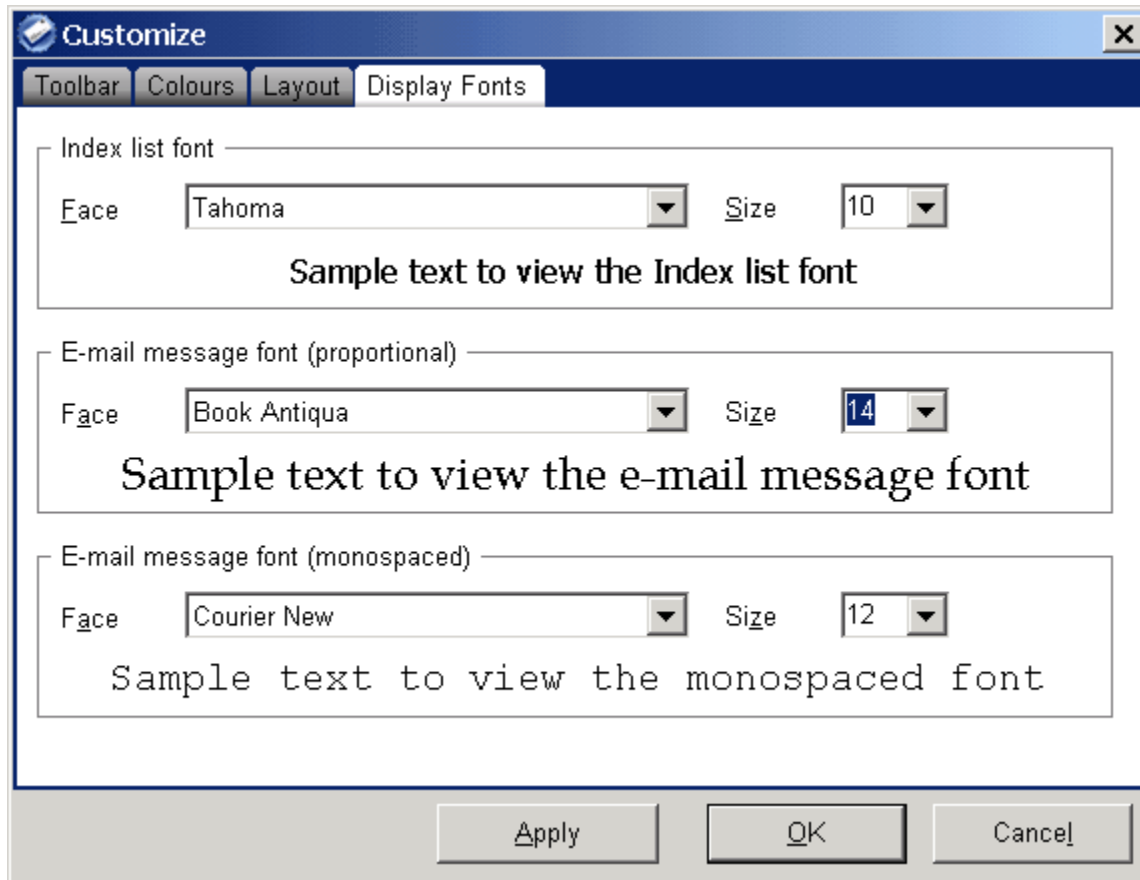 Customize
Toolbar Colours Layout Display Fonts
Index list font
Face Tahoma Size 10
Sample text to view the Index list font
E-mail message font (proportional)
Face Book Antiqua Size 14
Sample text to view the e-mail message font
E-mail message font (monospaced)
Face Courier New Size 12
Sample text to view the monospaced font
Apply OK Cancel